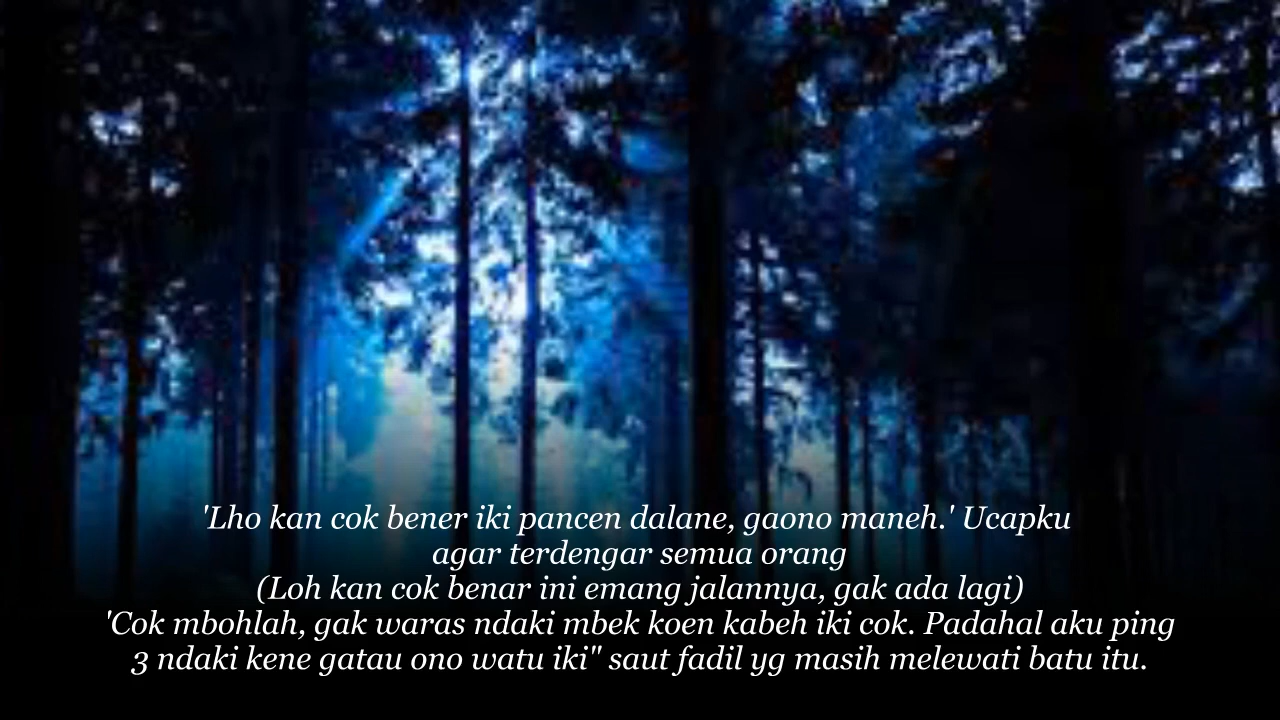 'Lho kan cok bener iki pancen dalane, gaono maneh.' Ucapku
agar terdengar semua orang
(Loh kan cok benar ini emang jalannya, gak ada lagi)
'Cok mbohlah, gak waras ndaki mbek koen kabeh iki cok. Padahal aku ping
3 ndaki kene gatau ono watu iki" saut fadil yg masih melewati batu itu.